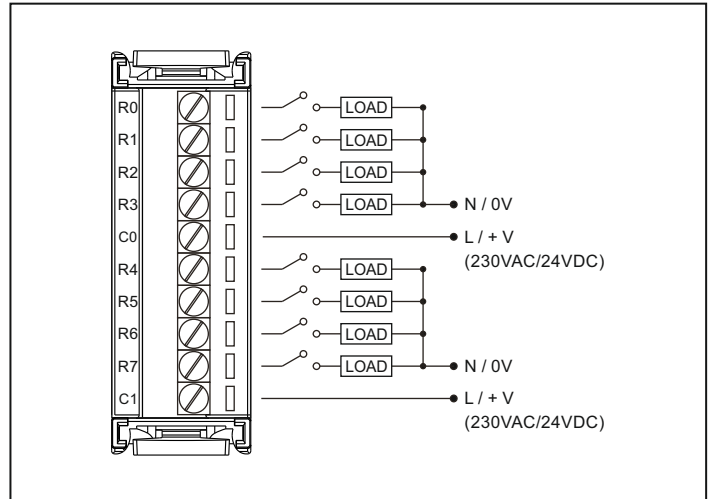 R0 LOAD
R1 LOAD
R2 LOAD
R3 LOAD N / 0V
C0 L / + V
(230VAC/24VDC)
R4 LOAD
R5 LOAD
R6 LOAD
R7 LOAD N / 0V
C1 L / + V
(230VAC/24VDC)